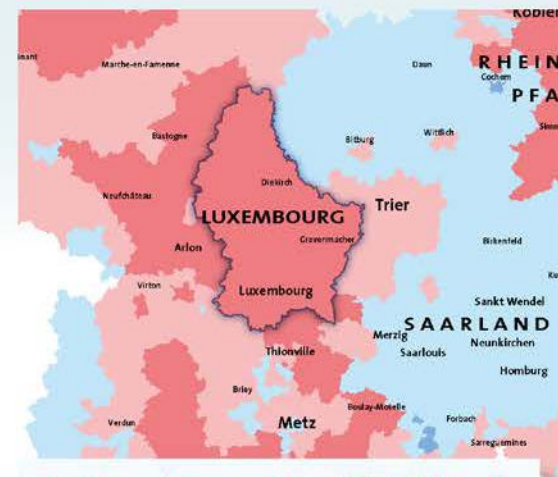 Koblen
Marche-en-Famenne
Daun
RHEIN
Cochem
PFA
Bastogne
Bitburg
Wittlich
Diekirch
Neufchâteau
Trier
LUXEMBOURG
Grevenmacher
Arlon
Birkenfeld
Virton
Luxembourg
Sankt Wendel
SAARLAND
Merzig
Neunkirchen
Thionville
Saarlouis
Homburg
Briey
Boulay-Moselle
Verdun
Metz
Forbach
Sarreguemines